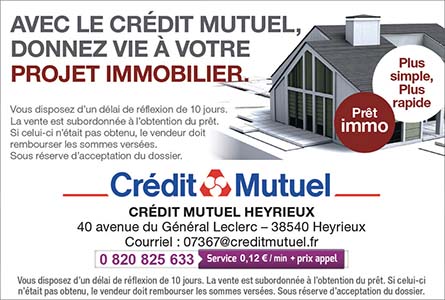 AVEC LE CRÉDIT MUTUEL,
DONNEZ VIE À VOTRE
PROJET IMMOBILIER.
Plus
simple,
Plus
rapide
Prêt
immo
Vous disposez d'un délai de réflexion de 10 jours.
La vente est subordonnée à l'obtention du prêt.
Si celui-ci n'était pas obtenu, le vendeur doit
rembourser les sommes versées.
Sous réserve d'acceptation du dossier.
Crédit Mutuel
CRÉDIT MUTUEL HEYRIEUX
40 avenue du Général Leclerc – 38540 Heyrieux
Courriel : 07367@creditmutuel.fr
0 820 825 633 Service 0,12 € / min + prix appel
Vous disposez d'un délai de réflexion de 10 jours. La vente est subordonnée à l'obtention du prêt. Si celui-ci
n'était pas obtenu, le vendeur doit rembourser les sommes versées. Sous réserve d'acceptation du dossier.